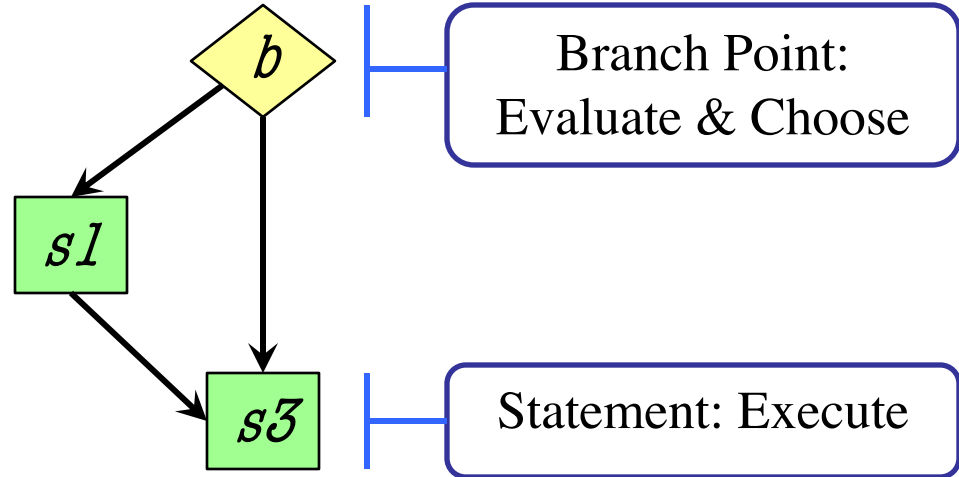 b
Branch Point:
Evaluate & Choose
s1
s3
Statement: Execute